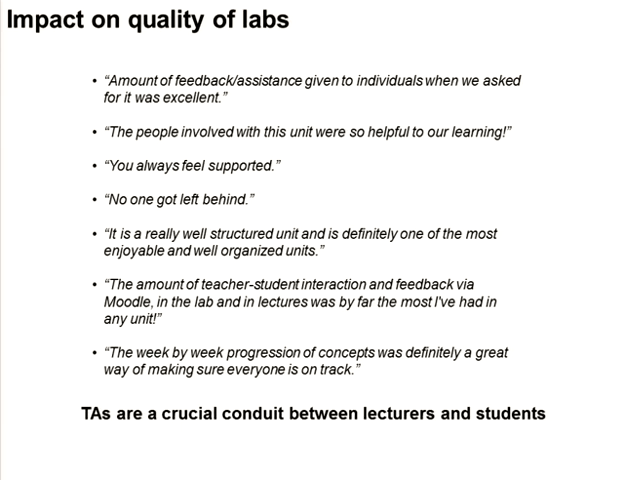 Impact on quality of labs
• “Amount of feedback/assistance given to individuals when we asked
for it was excellent.”
• “The people involved with this unit were so helpful to our learning!”
• “You always feel supported.”
• “No one got left behind.”
• “It is a really well structured unit and is definitely one of the most
enjoyable and well organized units.”
• “The amount of teacher-student interaction and feedback via
Moodle, in the lab and in lectures was by far the most I've had in
any unit!”
• “The week by week progression of concepts was definitely a great
way of making sure everyone is on track.”
TAs are a crucial conduit between lecturers and students